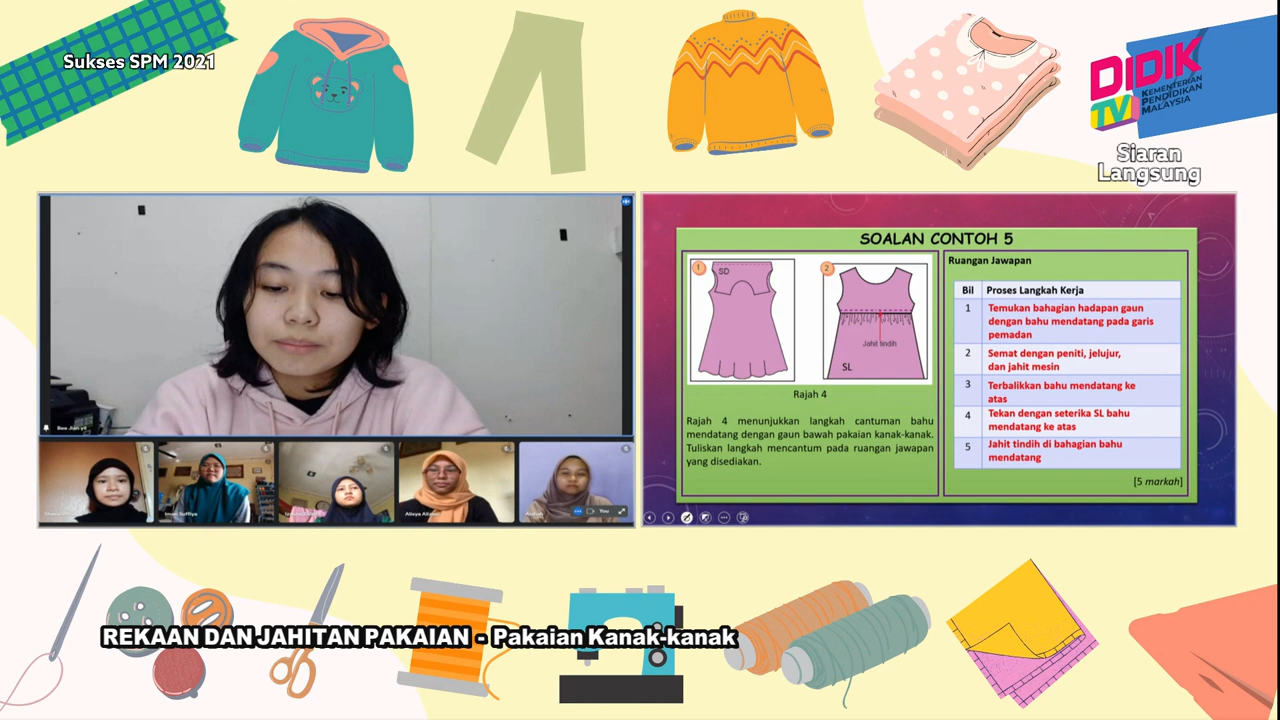 Sukses SPM 2021
DIDIK
TV
KEMENTERIAN
PENDIDIKAN
MALAYSIA
Siaran
Langsung
SOALAN CONTOH 5
1
SD
2
Jahit tindih
SL
Rajah 4
Rajah 4 menunjukkan langkah cantuman bahu
mendatang dengan gaun bawah pakaian kanak-kanak.
Tuliskan langkah mencantum pada ruangan jawapan
yang disediakan.
Ruangan Jawapan
Bil Proses Langkah Kerja
1 Temukan bahagian hadapan gaun
dengan bahu mendatang pada garis
pemadan
2 Semat dengan peniti, jelujur,
dan jahit mesin
3 Terbalikkan bahu mendatang ke
atas
4 Tekan dengan seterika SL bahu
mendatang ke atas
5 Jahit tindih di bahagian bahu
mendatang
[5 markah]
Alisya
You
REKAAN DAN JAHITAN PAKAIAN - Pakaian Kanak-kanak